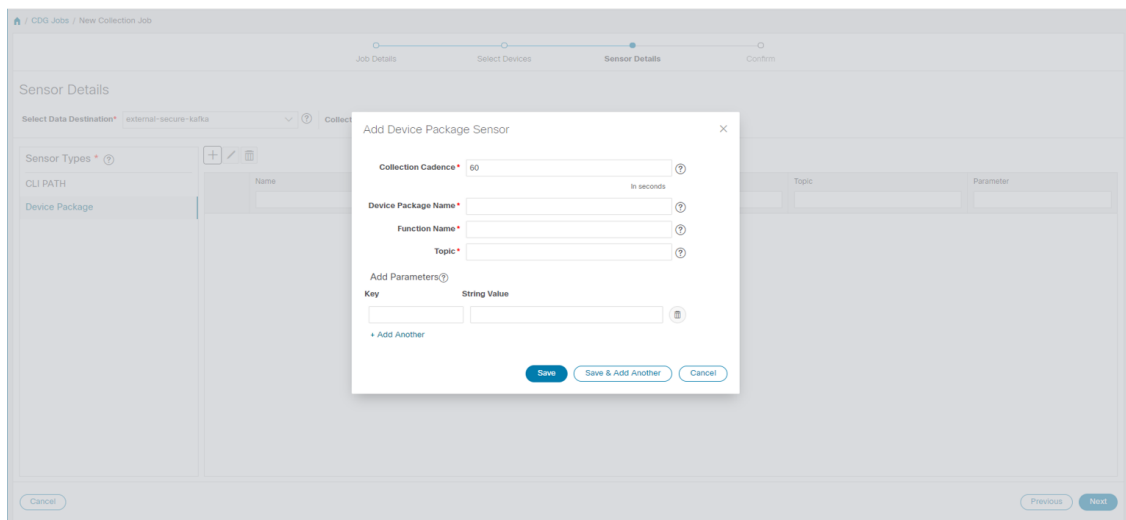 / CDG Jobs / New Collection Job
Job Details Select Devices Sensor Details Confirm
Sensor Details
Select Data Destination* external-secure-kafka ? Collect
Add Device Package Sensor
Sensor Types * ?
Collection Cadence* 60 ?
In seconds
CLI PATH
Name Topic Parameter
Device Package
Device Package Name* ?
Function Name* ?
Topic* ?
Add Parameters ?
Key String Value
+ Add Another
Save Save & Add Another Cancel
Cancel Previous Next